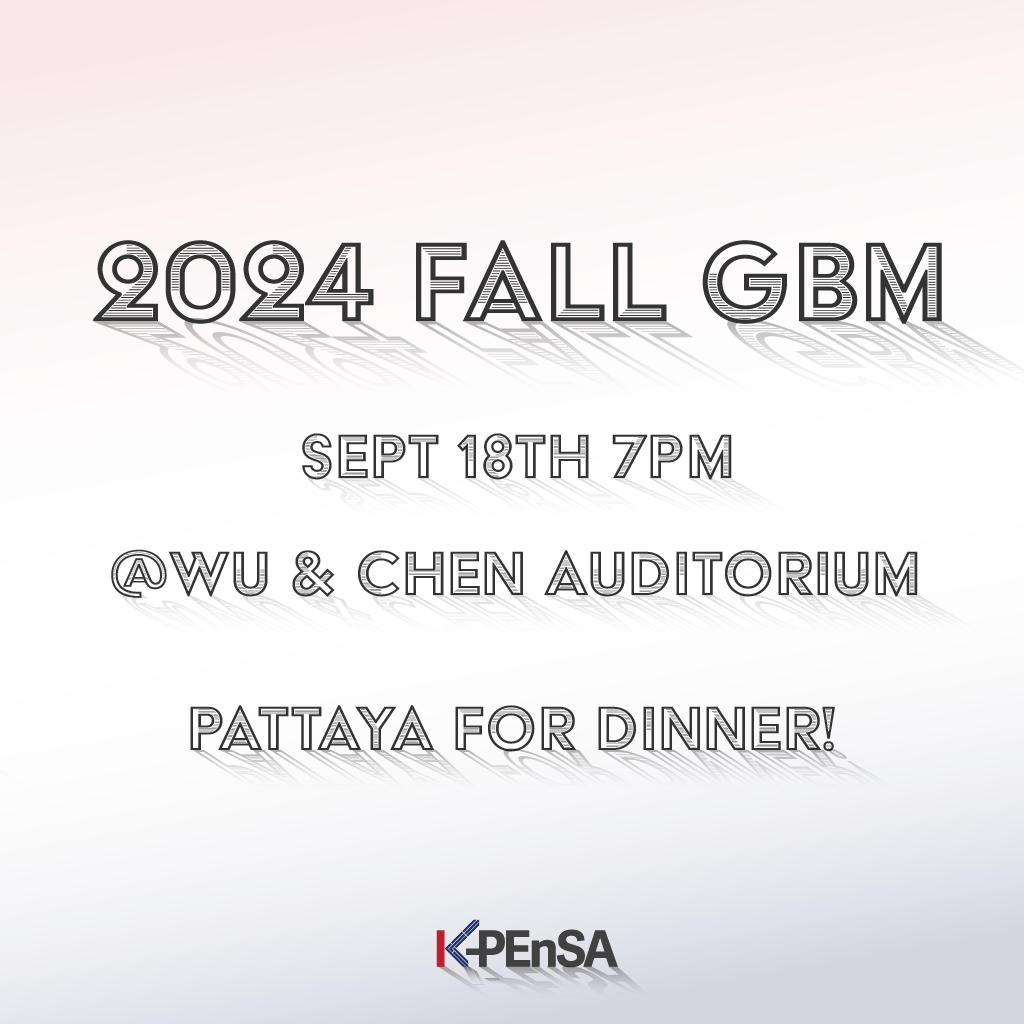 2024 FALL GBM
SEPT 18TH 7PM
@WU & CHEN AUDITORIUM
PATTAYA FOR DINNER!
K-PEnSA